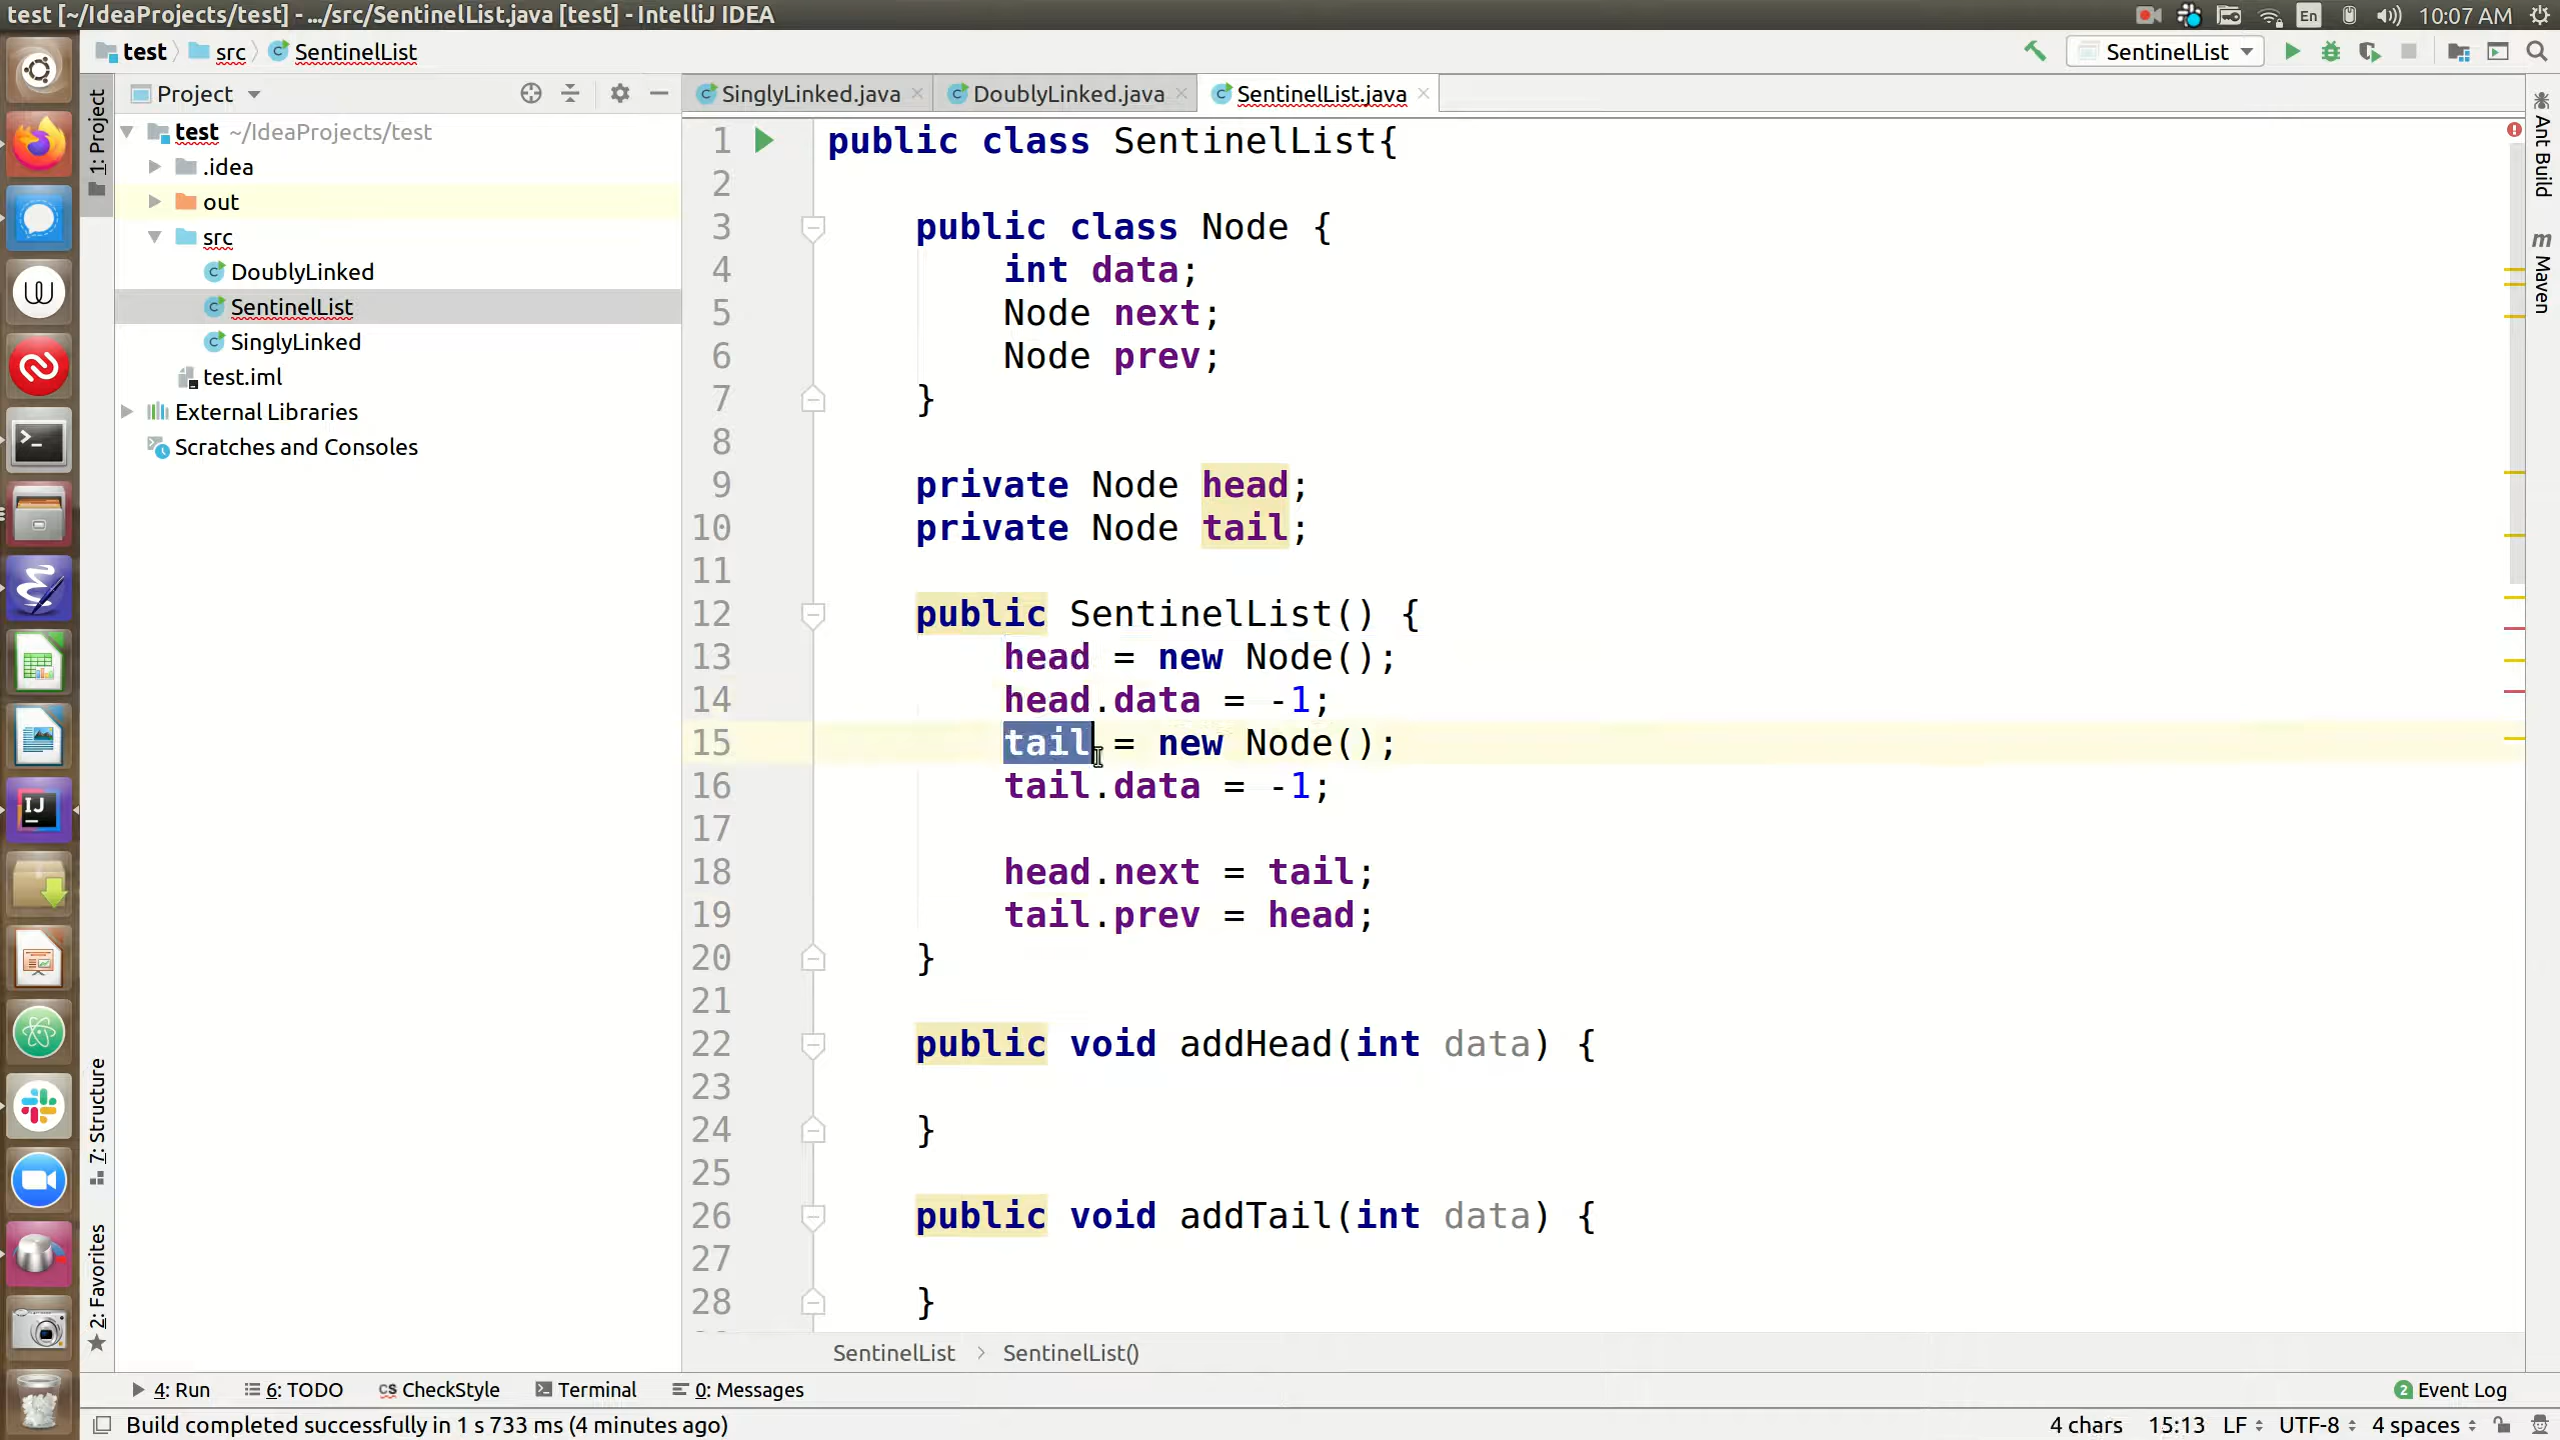 test [~/IdeaProjects/test] - .../src/SentinelList.java [test] - IntelliJ IDEA
En
10:07 AM
test
src
SentinelList
SentinelList
Project
SinglyLinked.java
DoublyLinked.java
SentinelList.java
1: Project
7: Structure
2: Favorites
Ant Build
m Maven
test ~/IdeaProjects/test
.idea
out
src
DoublyLinked
SentinelList
SinglyLinked
test.iml
External Libraries
Scratches and Consoles
IJ
1 public class SentinelList{
2
3 public class Node {
4 int data;
5 Node next;
6 Node prev;
7 }
8
9 private Node head;
10 private Node tail;
11
12 public SentinelList() {
13 head = new Node();
14 head.data = -1;
15 tail = new Node();
16 tail.data = -1;
17
18 head.next = tail;
19 tail.prev = head;
20 }
21
22 public void addHead(int data) {
23
24 }
25
26 public void addTail(int data) {
27
28 }
SentinelList > SentinelList()
4: Run
6: TODO
CS CheckStyle
Terminal
0: Messages
2 Event Log
Build completed successfully in 1 s 733 ms (4 minutes ago)
4 chars
15:13
LF
UTF-8
4 spaces